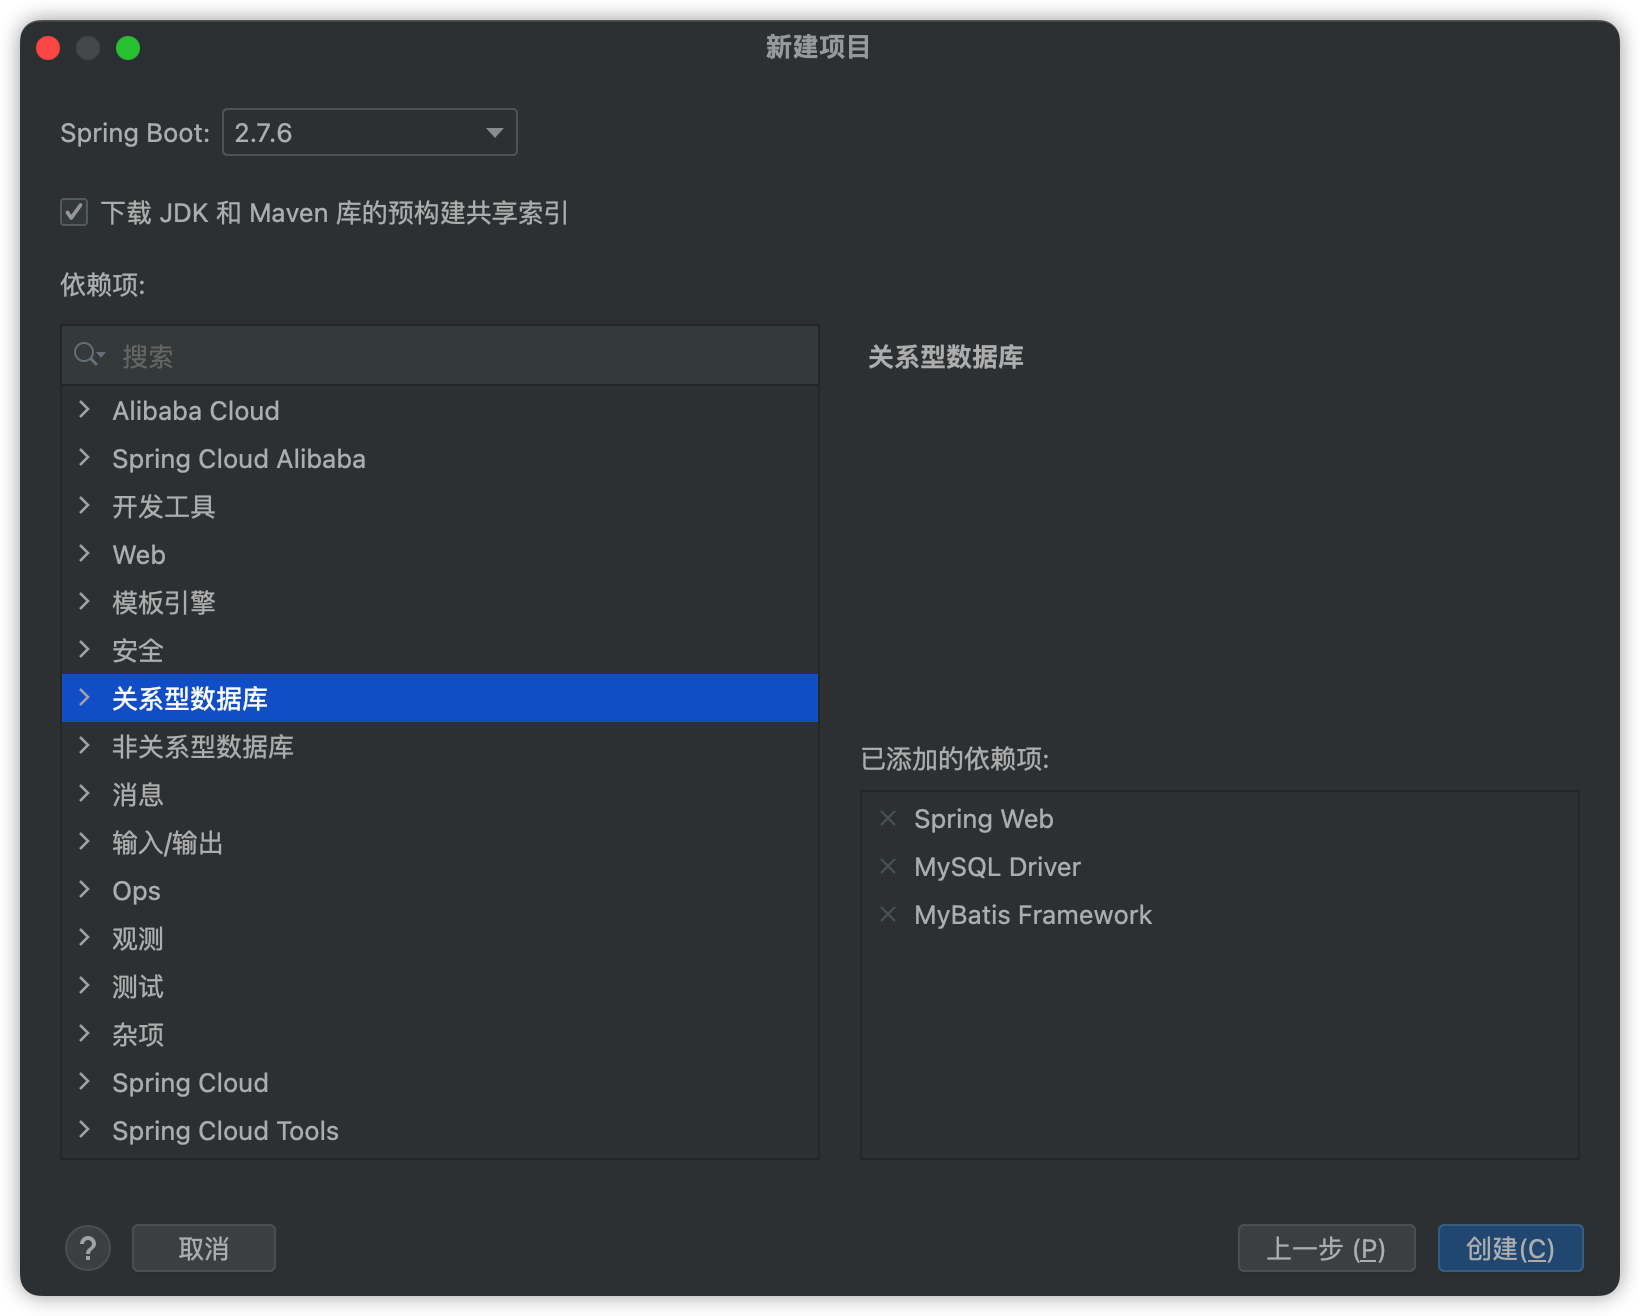 新建项目
Spring Boot: 2.7.6
下载 JDK 和 Maven 库的预构建共享索引
依赖项:
搜索
Alibaba Cloud
Spring Cloud Alibaba
开发工具
Web
模板引擎
安全
关系型数据库
非关系型数据库
消息
输入/输出
Ops
观测
测试
杂项
Spring Cloud
Spring Cloud Tools
关系型数据库
已添加的依赖项:
Spring Web
MySQL Driver
MyBatis Framework
?
取消
上一步 (P)
创建(C)